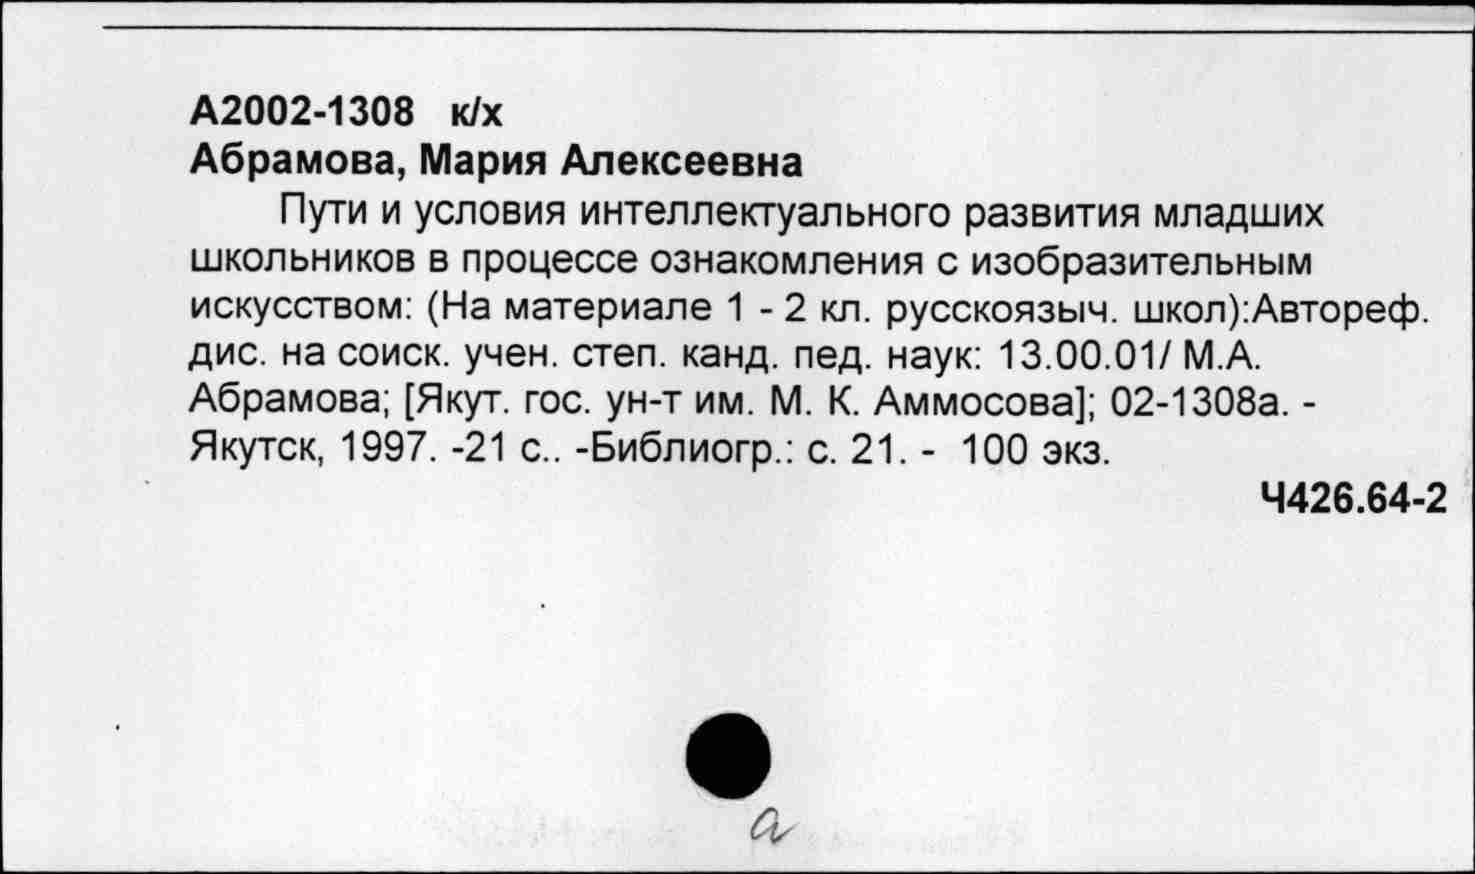 А2002-1308 к/х
Абрамова, Мария Алексеевна
Пути и условия интеллектуального развития младших
школьников в процессе ознакомления с изобразительным
искусством: (На материале 1 - 2 кл. русскоязыч. школ):Автореф.
дис. на соиск. учен. степ. канд. пед. наук: 13.00.01/ М.А.
Абрамова; [Якут. гос. ун-т им. М. К. Аммосова]; 02-1308а. -
Якутск, 1997. -21 с.. -Библиогр.: с. 21. - 100 экз.
Ч426.64-2
а